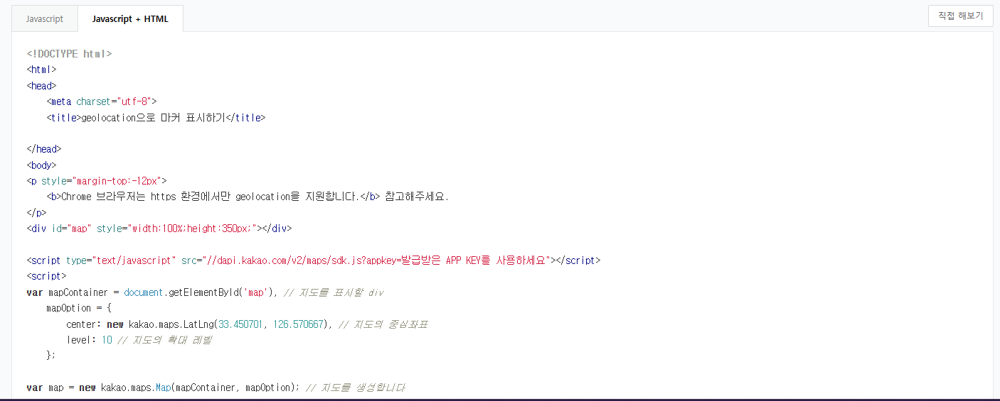 Javascript
Javascript + HTML
직접 해보기
<!DOCTYPE html>
<html>
<head>
    <meta charset="utf-8">
    <title>geolocation으로 마커 표시하기</title>

</head>
<body>
<p style="margin-top:-12px">
    <b>Chrome 브라우저는 https 환경에서만 geolocation을 지원합니다.</b> 참고해주세요.
</p>
<div id="map" style="width:100%;height:350px;"></div>

<script type="text/javascript" src="//dapi.kakao.com/v2/maps/sdk.js?appkey=발급받은 APP KEY를 사용하세요"></script>
<script>
var mapContainer = document.getElementById('map'), // 지도를 표시할 div
    mapOption = {
        center: new kakao.maps.LatLng(33.450701, 126.570667), // 지도의 중심좌표
        level: 10 // 지도의 확대 레벨
    };

var map = new kakao.maps.Map(mapContainer, mapOption); // 지도를 생성합니다